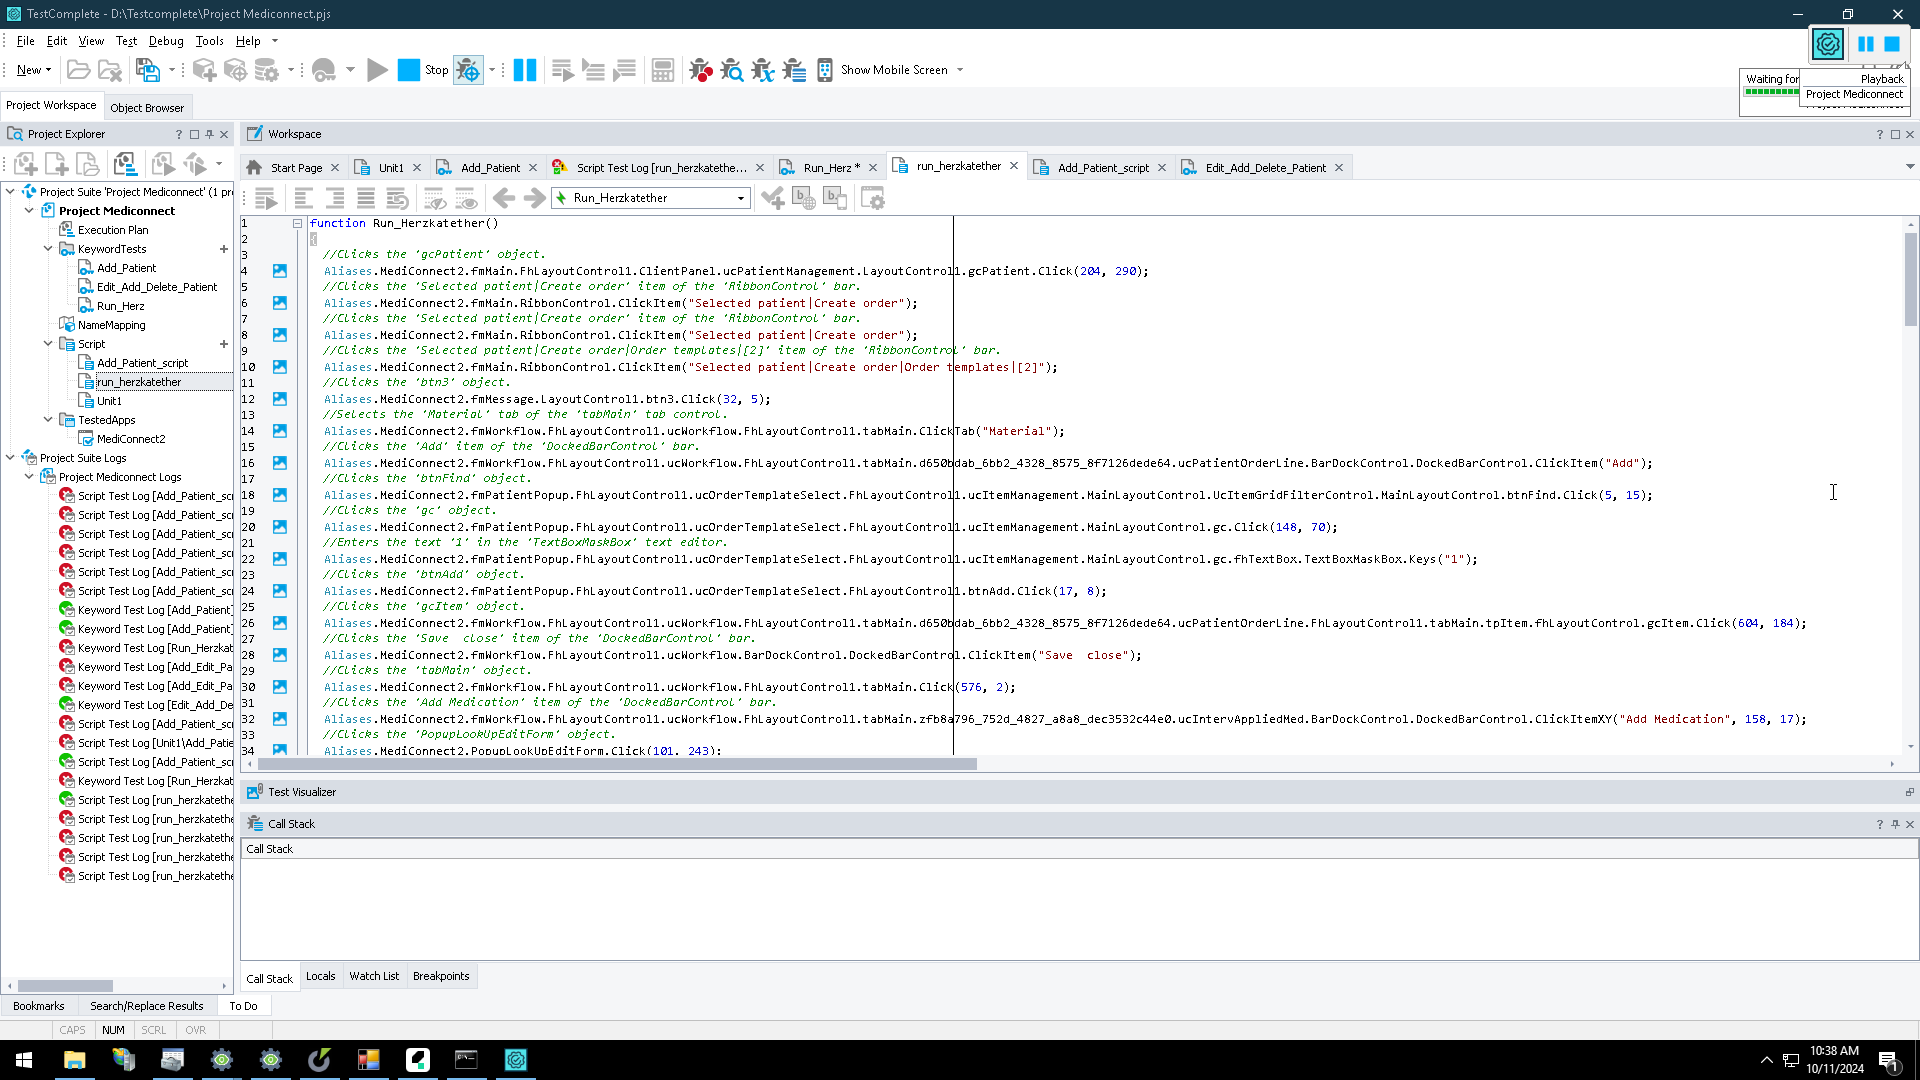 TestComplete - D:\Testcomplete\Project Mediconnect.pjs
File Edit View Test Debug Tools Help
New Stop Show Mobile Screen
Waiting for
Playback
Project Mediconnect
Project Workspace Object Browser
Project Explorer
Workspace
Start Page Unit1 Add_Patient Script Test Log [run_herzkatethe... Run_Herz * run_herzkatether Add_Patient_script Edit_Add_Delete_Patient
Run_Herzkatether
Project Suite 'Project Mediconnect' (1 pr
Project Mediconnect
Execution Plan
KeywordTests
Add_Patient
Edit_Add_Delete_Patient
Run_Herz
NameMapping
Script
Add_Patient_script
run_herzkatether
Unit1
TestedApps
MediConnect2
Project Suite Logs
Project Mediconnect Logs
Script Test Log [Add_Patient_scr
Script Test Log [Add_Patient_scr
Script Test Log [Add_Patient_scr
Script Test Log [Add_Patient_scr
Script Test Log [Add_Patient_scr
Script Test Log [Add_Patient_scr
Keyword Test Log [Add_Patient]
Keyword Test Log [Add_Patient]
Keyword Test Log [Run_Herzkat
Keyword Test Log [Add_Edit_Pa
Keyword Test Log [Add_Edit_Pa
Keyword Test Log [Edit_Add_De
Script Test Log [Add_Patient_scr
Script Test Log [Unit1\Add_Patie
Script Test Log [Add_Patient_scr
Keyword Test Log [Run_Herzkat
Script Test Log [run_herzkatethe
Script Test Log [run_herzkatethe
Script Test Log [run_herzkatethe
Script Test Log [run_herzkatethe
Script Test Log [run_herzkatethe
1 function Run_Herzkatether()
2 {
3 //Clicks the 'gcPatient' object.
4 Aliases.MediConnect2.fmMain.FhLayoutControl1.ClientPanel.ucPatientManagement.LayoutControl1.gcPatient.Click(204, 290);
5 //Clicks the 'Selected patient|Create order' item of the 'RibbonControl' bar.
6 Aliases.MediConnect2.fmMain.RibbonControl.ClickItem("Selected patient|Create order");
7 //Clicks the 'Selected patient|Create order' item of the 'RibbonControl' bar.
8 Aliases.MediConnect2.fmMain.RibbonControl.ClickItem("Selected patient|Create order");
9 //Clicks the 'Selected patient|Create order|Order templates|[2]' item of the 'RibbonControl' bar.
10 Aliases.MediConnect2.fmMain.RibbonControl.ClickItem("Selected patient|Create order|Order templates|[2]");
11 //Clicks the 'btn3' object.
12 Aliases.MediConnect2.fmMessage.LayoutControl1.btn3.Click(32, 5);
13 //Selects the 'Material' tab of the 'tabMain' tab control.
14 Aliases.MediConnect2.fmWorkflow.FhLayoutControl1.ucWorkflow.FhLayoutControl1.tabMain.ClickTab("Material");
15 //Clicks the 'Add' item of the 'DockedBarControl' bar.
16 Aliases.MediConnect2.fmWorkflow.FhLayoutControl1.ucWorkflow.FhLayoutControl1.tabMain.d650bdab_6bb2_4328_8575_8f7126dede64.ucPatientOrderLine.BarDockControl.DockedBarControl.ClickItem("Add");
17 //Clicks the 'btnFind' object.
18 Aliases.MediConnect2.fmPatientPopup.FhLayoutControl1.ucOrderTemplateSelect.FhLayoutControl1.ucItemManagement.MainLayoutControl.UcItemGridFilterControl.MainLayoutControl.btnFind.Click(5, 15);
19 //Clicks the 'gc' object.
20 Aliases.MediConnect2.fmPatientPopup.FhLayoutControl1.ucOrderTemplateSelect.FhLayoutControl1.ucItemManagement.MainLayoutControl.gc.Click(148, 70);
21 //Enters the text '1' in the 'TextBoxMaskBox' text editor.
22 Aliases.MediConnect2.fmPatientPopup.FhLayoutControl1.ucOrderTemplateSelect.FhLayoutControl1.ucItemManagement.MainLayoutControl.gc.fhTextBox.TextBoxMaskBox.Keys("1");
23 //Clicks the 'btnAdd' object.
24 Aliases.MediConnect2.fmPatientPopup.FhLayoutControl1.ucOrderTemplateSelect.FhLayoutControl1.btnAdd.Click(17, 8);
25 //Clicks the 'gcItem' object.
26 Aliases.MediConnect2.fmWorkflow.FhLayoutControl1.ucWorkflow.FhLayoutControl1.tabMain.d650bdab_6bb2_4328_8575_8f7126dede64.ucPatientOrderLine.FhLayoutControl1.tabMain.tpItem.fhLayoutControl.gcItem.Click(604, 184);
27 //Clicks the 'Save  close' item of the 'DockedBarControl' bar.
28 Aliases.MediConnect2.fmWorkflow.FhLayoutControl1.ucWorkflow.BarDockControl.DockedBarControl.ClickItem("Save  close");
29 //Clicks the 'tabMain' object.
30 Aliases.MediConnect2.fmWorkflow.FhLayoutControl1.ucWorkflow.FhLayoutControl1.tabMain.Click(576, 2);
31 //Clicks the 'Add Medication' item of the 'DockedBarControl' bar.
32 Aliases.MediConnect2.fmWorkflow.FhLayoutControl1.ucWorkflow.FhLayoutControl1.tabMain.zfb8a796_752d_4827_a8a8_dec3532c44e0.ucIntervAppliedMed.BarDockControl.DockedBarControl.ClickItemXY("Add Medication", 158, 17);
33 //Clicks the 'PopupLookUpEditForm' object.
34 Aliases.MediConnect2.PopupLookUpEditForm.Click(101, 243);
Test Visualizer
Call Stack
Call Stack
Call Stack Locals Watch List Breakpoints
Bookmarks Search/Replace Results To Do
CAPS NUM SCRL OVR
10:38 AM
10/11/2024
1